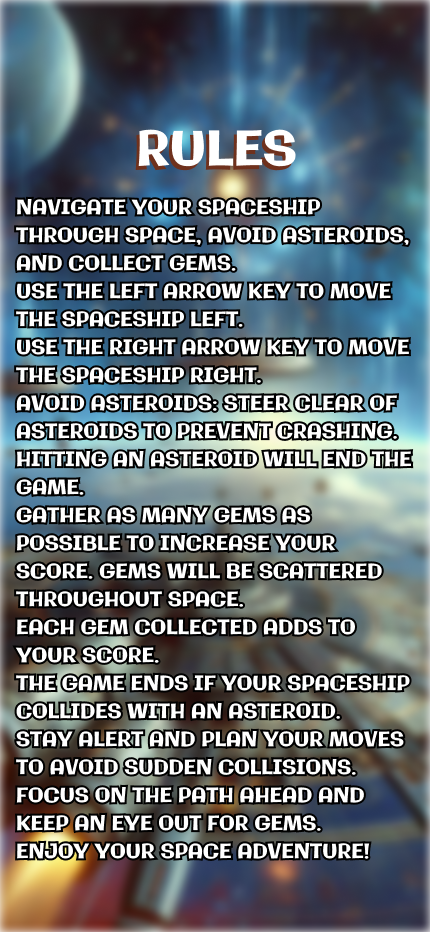 RULES
NAVIGATE YOUR SPACESHIP
THROUGH SPACE, AVOID ASTEROIDS,
AND COLLECT GEMS.
USE THE LEFT ARROW KEY TO MOVE
THE SPACESHIP LEFT.
USE THE RIGHT ARROW KEY TO MOVE
THE SPACESHIP RIGHT.
AVOID ASTEROIDS: STEER CLEAR OF
ASTEROIDS TO PREVENT CRASHING.
HITTING AN ASTEROID WILL END THE
GAME.
GATHER AS MANY GEMS AS
POSSIBLE TO INCREASE YOUR
SCORE. GEMS WILL BE SCATTERED
THROUGHOUT SPACE.
EACH GEM COLLECTED ADDS TO
YOUR SCORE.
THE GAME ENDS IF YOUR SPACESHIP
COLLIDES WITH AN ASTEROID.
STAY ALERT AND PLAN YOUR MOVES
TO AVOID SUDDEN COLLISIONS.
FOCUS ON THE PATH AHEAD AND
KEEP AN EYE OUT FOR GEMS.
ENJOY YOUR SPACE ADVENTURE!